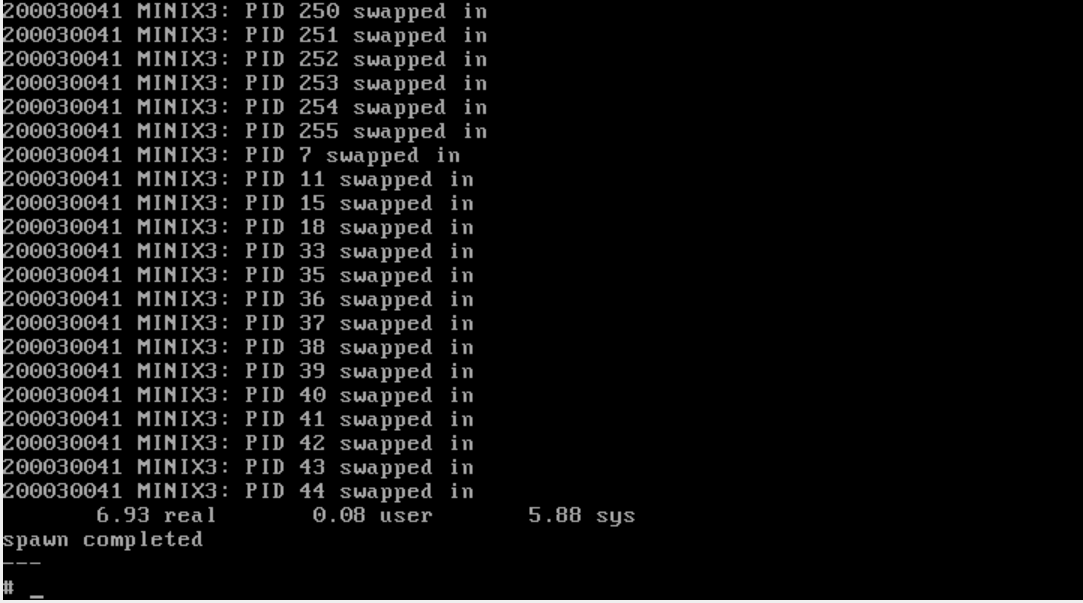 200030041 MINIX3: PID 250 swapped in
200030041 MINIX3: PID 251 swapped in
200030041 MINIX3: PID 252 swapped in
200030041 MINIX3: PID 253 swapped in
200030041 MINIX3: PID 254 swapped in
200030041 MINIX3: PID 255 swapped in
200030041 MINIX3: PID 7 swapped in
200030041 MINIX3: PID 11 swapped in
200030041 MINIX3: PID 15 swapped in
200030041 MINIX3: PID 18 swapped in
200030041 MINIX3: PID 33 swapped in
200030041 MINIX3: PID 35 swapped in
200030041 MINIX3: PID 36 swapped in
200030041 MINIX3: PID 37 swapped in
200030041 MINIX3: PID 38 swapped in
200030041 MINIX3: PID 39 swapped in
200030041 MINIX3: PID 40 swapped in
200030041 MINIX3: PID 41 swapped in
200030041 MINIX3: PID 42 swapped in
200030041 MINIX3: PID 43 swapped in
200030041 MINIX3: PID 44 swapped in
6.93 real 0.08 user 5.88 sys
spawn completed
---
# _